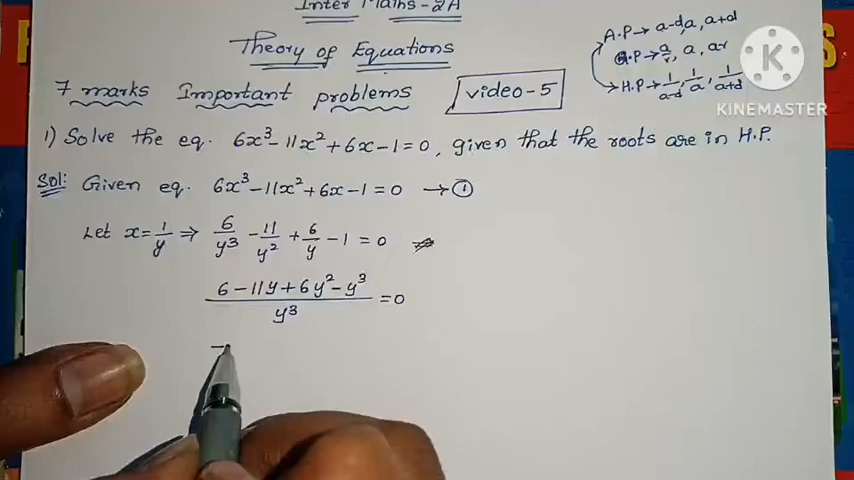 Inter Maths-2A
Theory of Equations
A.P→ a-d, a, a+d
G.P→ a/r, a, ar
H.P→ 1/a-d, 1/a, 1/a+d
KINEMASTER
7 marks Important problems video-5
1) Solve the eq. 6x³-11x²+6x-1=0, given that the roots are in H.P.
Sol: Given eq. 6x³-11x²+6x-1=0 →①
Let x=1/y ⇒ 6/y³ - 11/y² + 6/y - 1 = 0
6-11y+6y²-y³/y³ =0
-